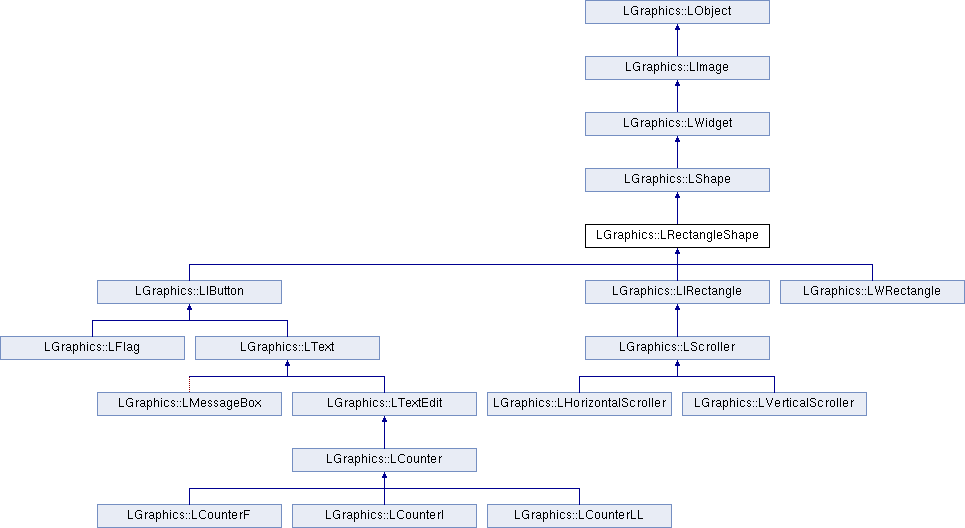 LGraphics::LObject
LGraphics::LImage
LGraphics::LWidget
LGraphics::LShape
LGraphics::LRectangleShape
LGraphics::LIButton
LGraphics::LIRectangle
LGraphics::LWRectangle
LGraphics::LFlag
LGraphics::LText
LGraphics::LScroller
LGraphics::LMessageBox
LGraphics::LTextEdit
LGraphics::LHorizontalScroller
LGraphics::LVerticalScroller
LGraphics::LCounter
LGraphics::LCounterF
LGraphics::LCounterI
LGraphics::LCounterLL